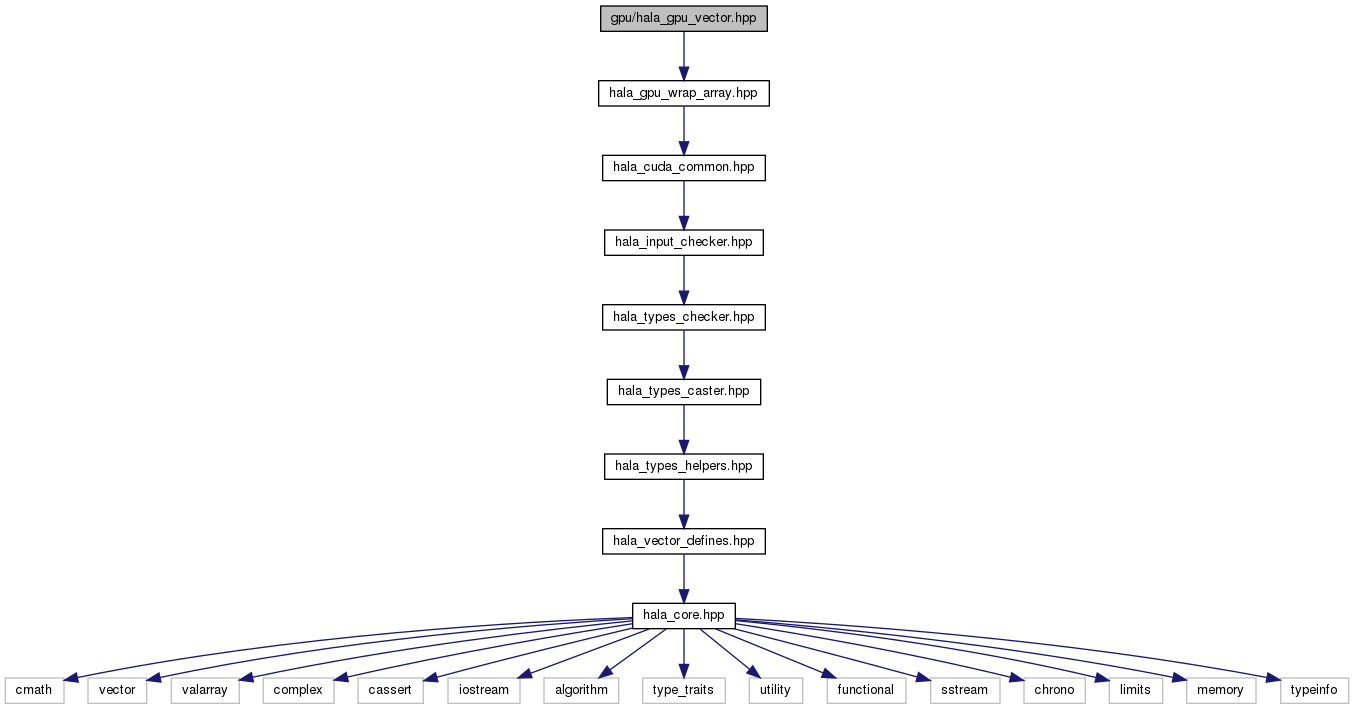 gpu/hala_gpu_vector.hpp
hala_gpu_wrap_array.hpp
hala_cuda_common.hpp
hala_input_checker.hpp
hala_types_checker.hpp
hala_types_caster.hpp
hala_types_helpers.hpp
hala_vector_defines.hpp
hala_core.hpp
cmath vector valarray complex cassert iostream algorithm type_traits utility functional sstream chrono limits memory typeinfo